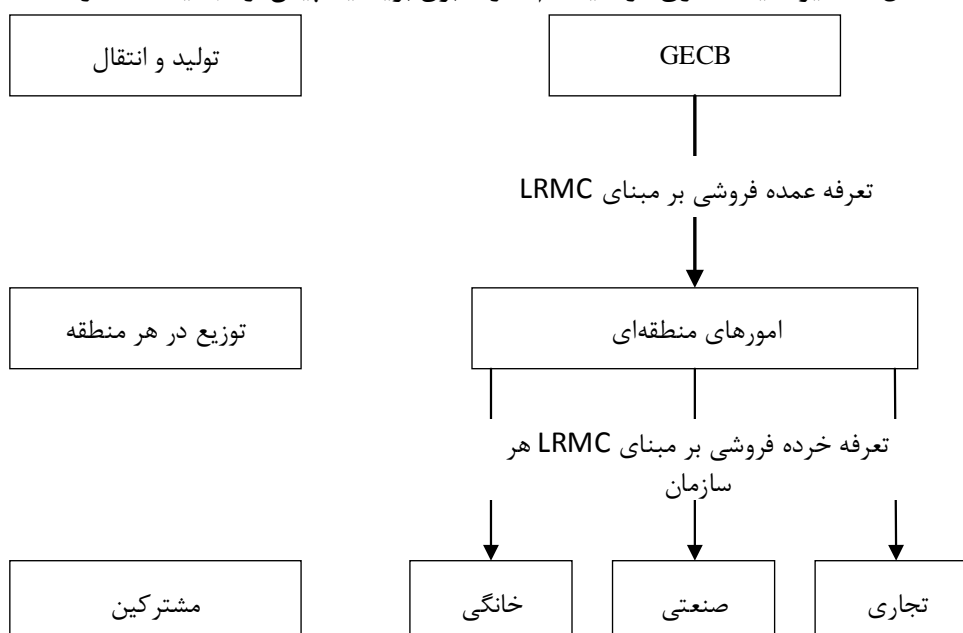 تولید و انتقال
GECB
تعرفه عمده فروشی بر مبنای LRMC
توزیع در هر منطقه
امورهای منطقه‌ای
تعرفه خرده فروشی بر مبنای LRMC هر
سازمان
مشترکین
خانگی
صنعتی
تجاری